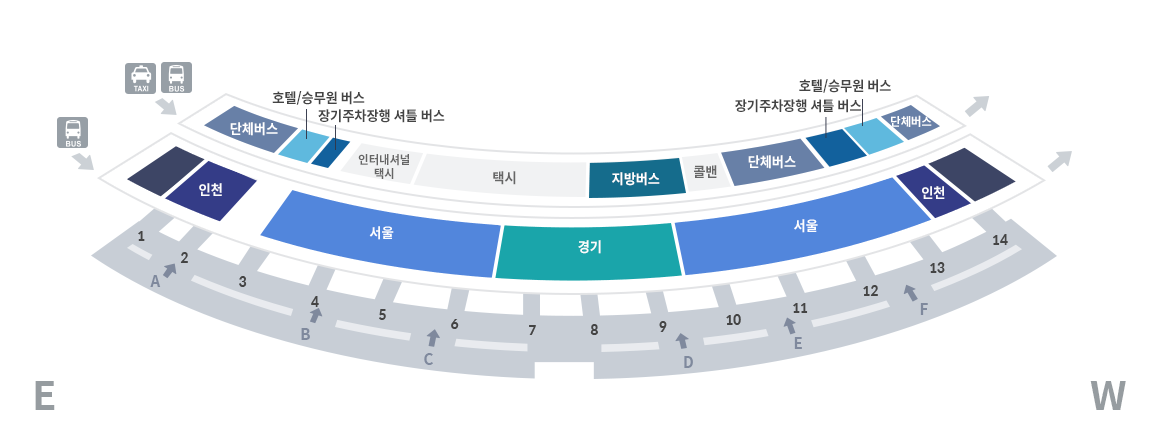 TAXI
BUS
BUS
호텔/승무원 버스
장기주차장행 셔틀 버스
호텔/승무원 버스
장기주차장행 셔틀 버스
단체버스
인터내셔널
택시
택시
지방버스
콜밴
단체버스
단체버스
인천
서울
경기
서울
인천
1
2
3
4
5
6
7
8
9
10
11
12
13
14
A
B
C
D
E
F
E
W